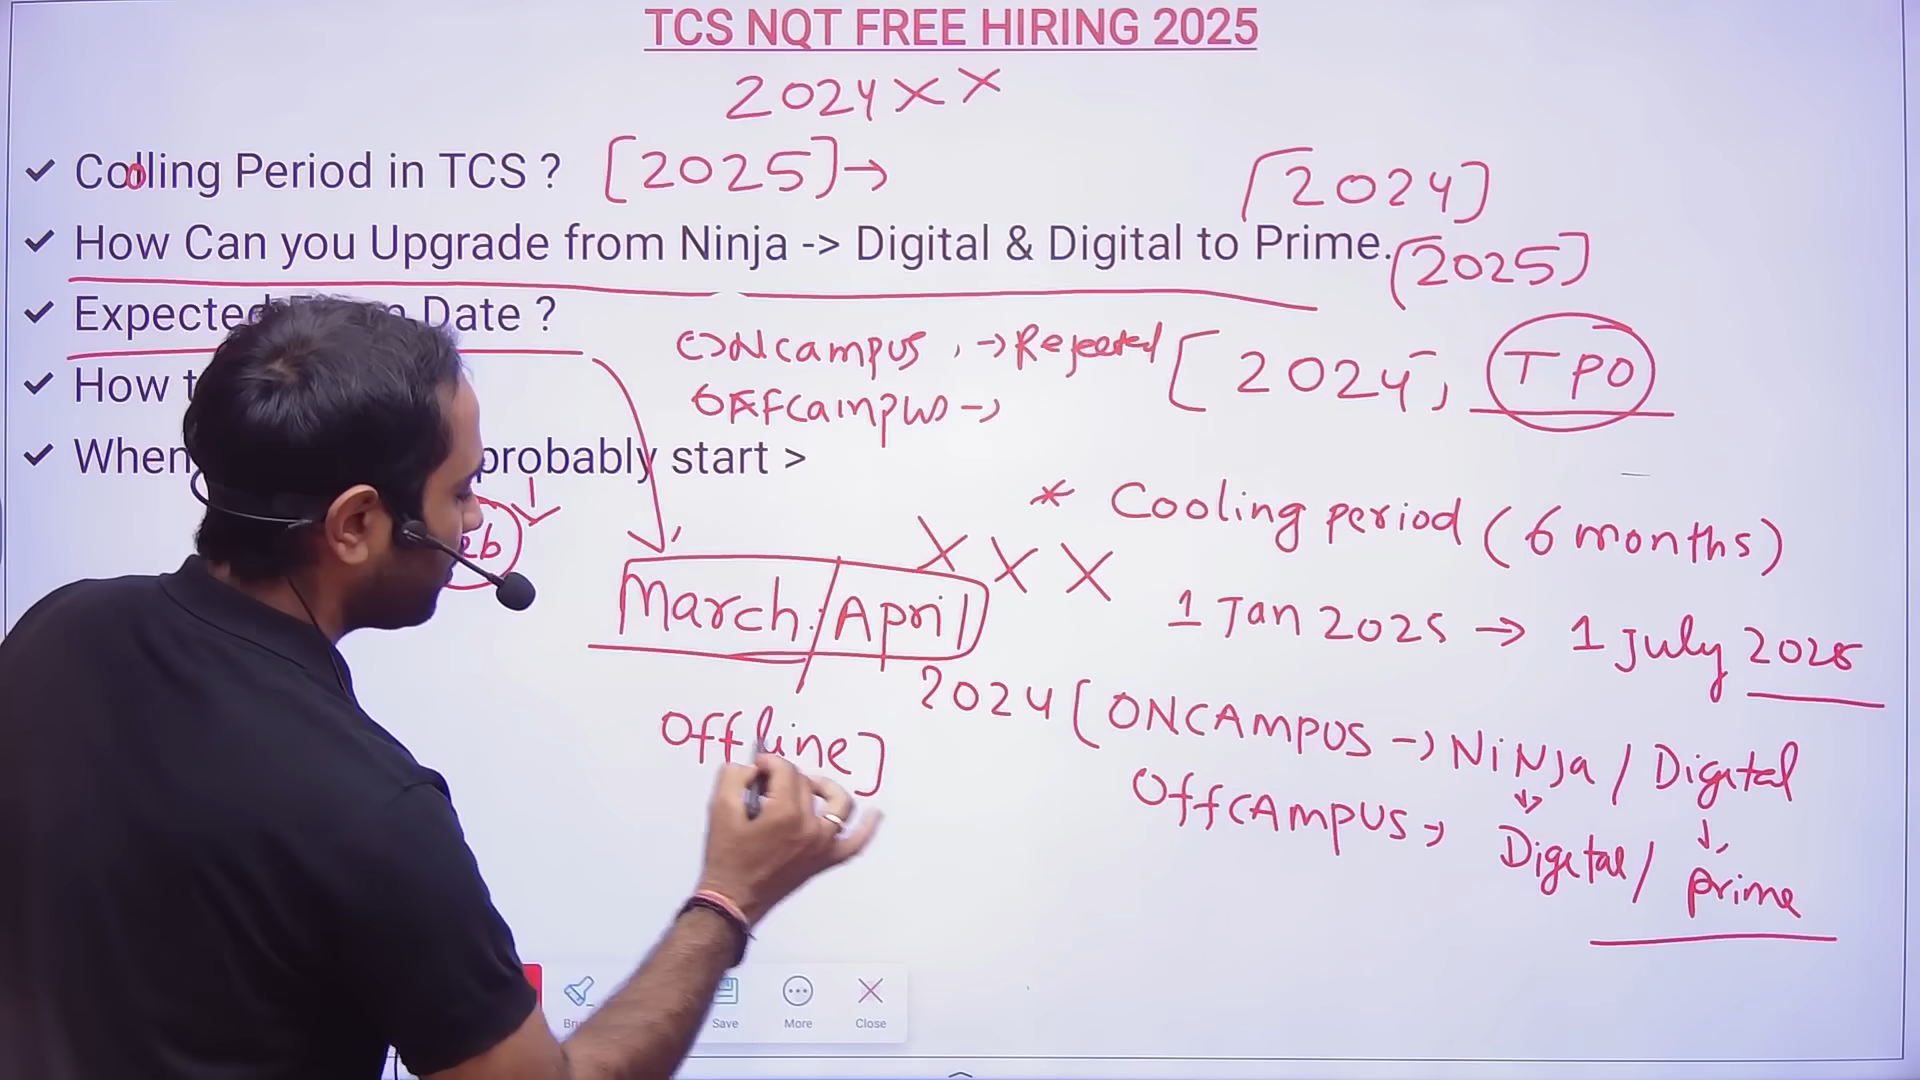 TCS NQT FREE HIRING 2025
2024 X X
✓ Coolling Period in TCS ? [2025] →
[2024]
✓ How Can you Upgrade from Ninja -> Digital & Digital to Prime.
[2025]
✓ Expected Date ?
ONcampus, → Rejected [2024, TPO
✓ How
OFFcampus →
✓ When probably start >
* Cooling period (6 months)
X X X
March / April
1 Jan 2025 → 1 July 2025
2024 [ONCAMPUS → NiNJa / Digital
Offline]
OffCAMPUS → Digital / prime
Save More Close